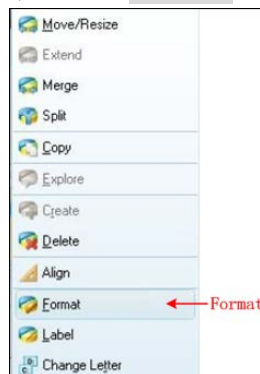 Move/Resize
Extend
Merge
Split
Copy
Explore
Create
Delete
Align
Format
Format
Label
Change Letter